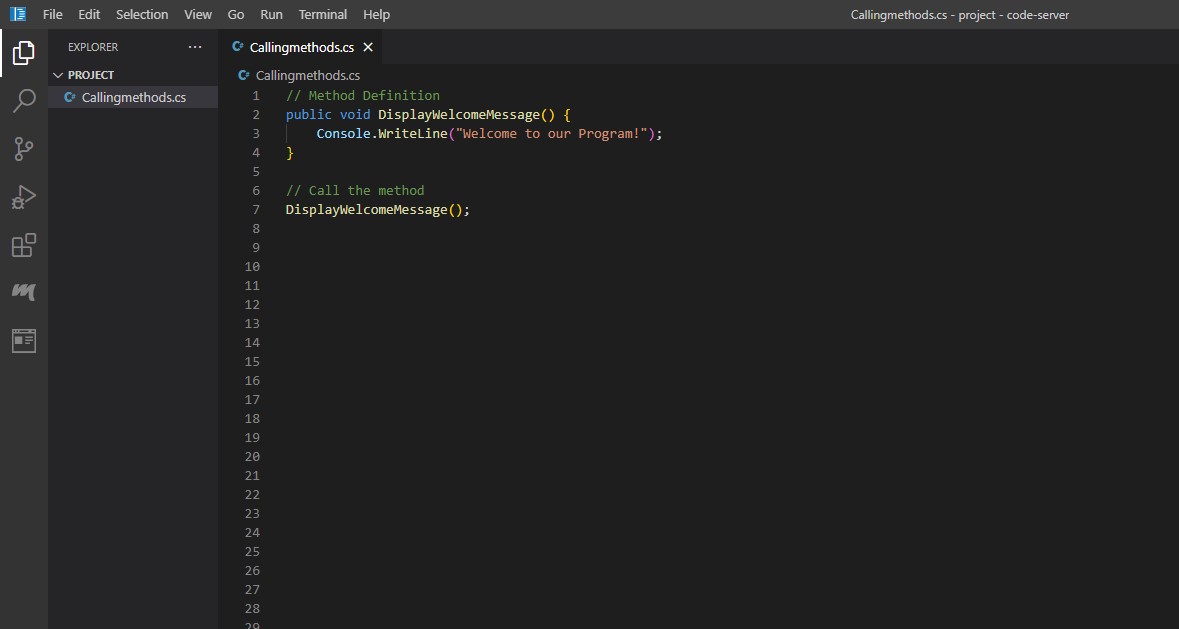 File Edit Selection View Go Run Terminal Help Callingmethods.cs - project - code-server
EXPLORER
PROJECT
Callingmethods.cs
Callingmethods.cs
Callingmethods.cs
1 // Method Definition
2 public void DisplayWelcomeMessage() {
3 Console.WriteLine("Welcome to our Program!");
4 }
5
6 // Call the method
7 DisplayWelcomeMessage();
8
9
10
11
12
13
14
15
16
17
18
19
20
21
22
23
24
25
26
27
28
29